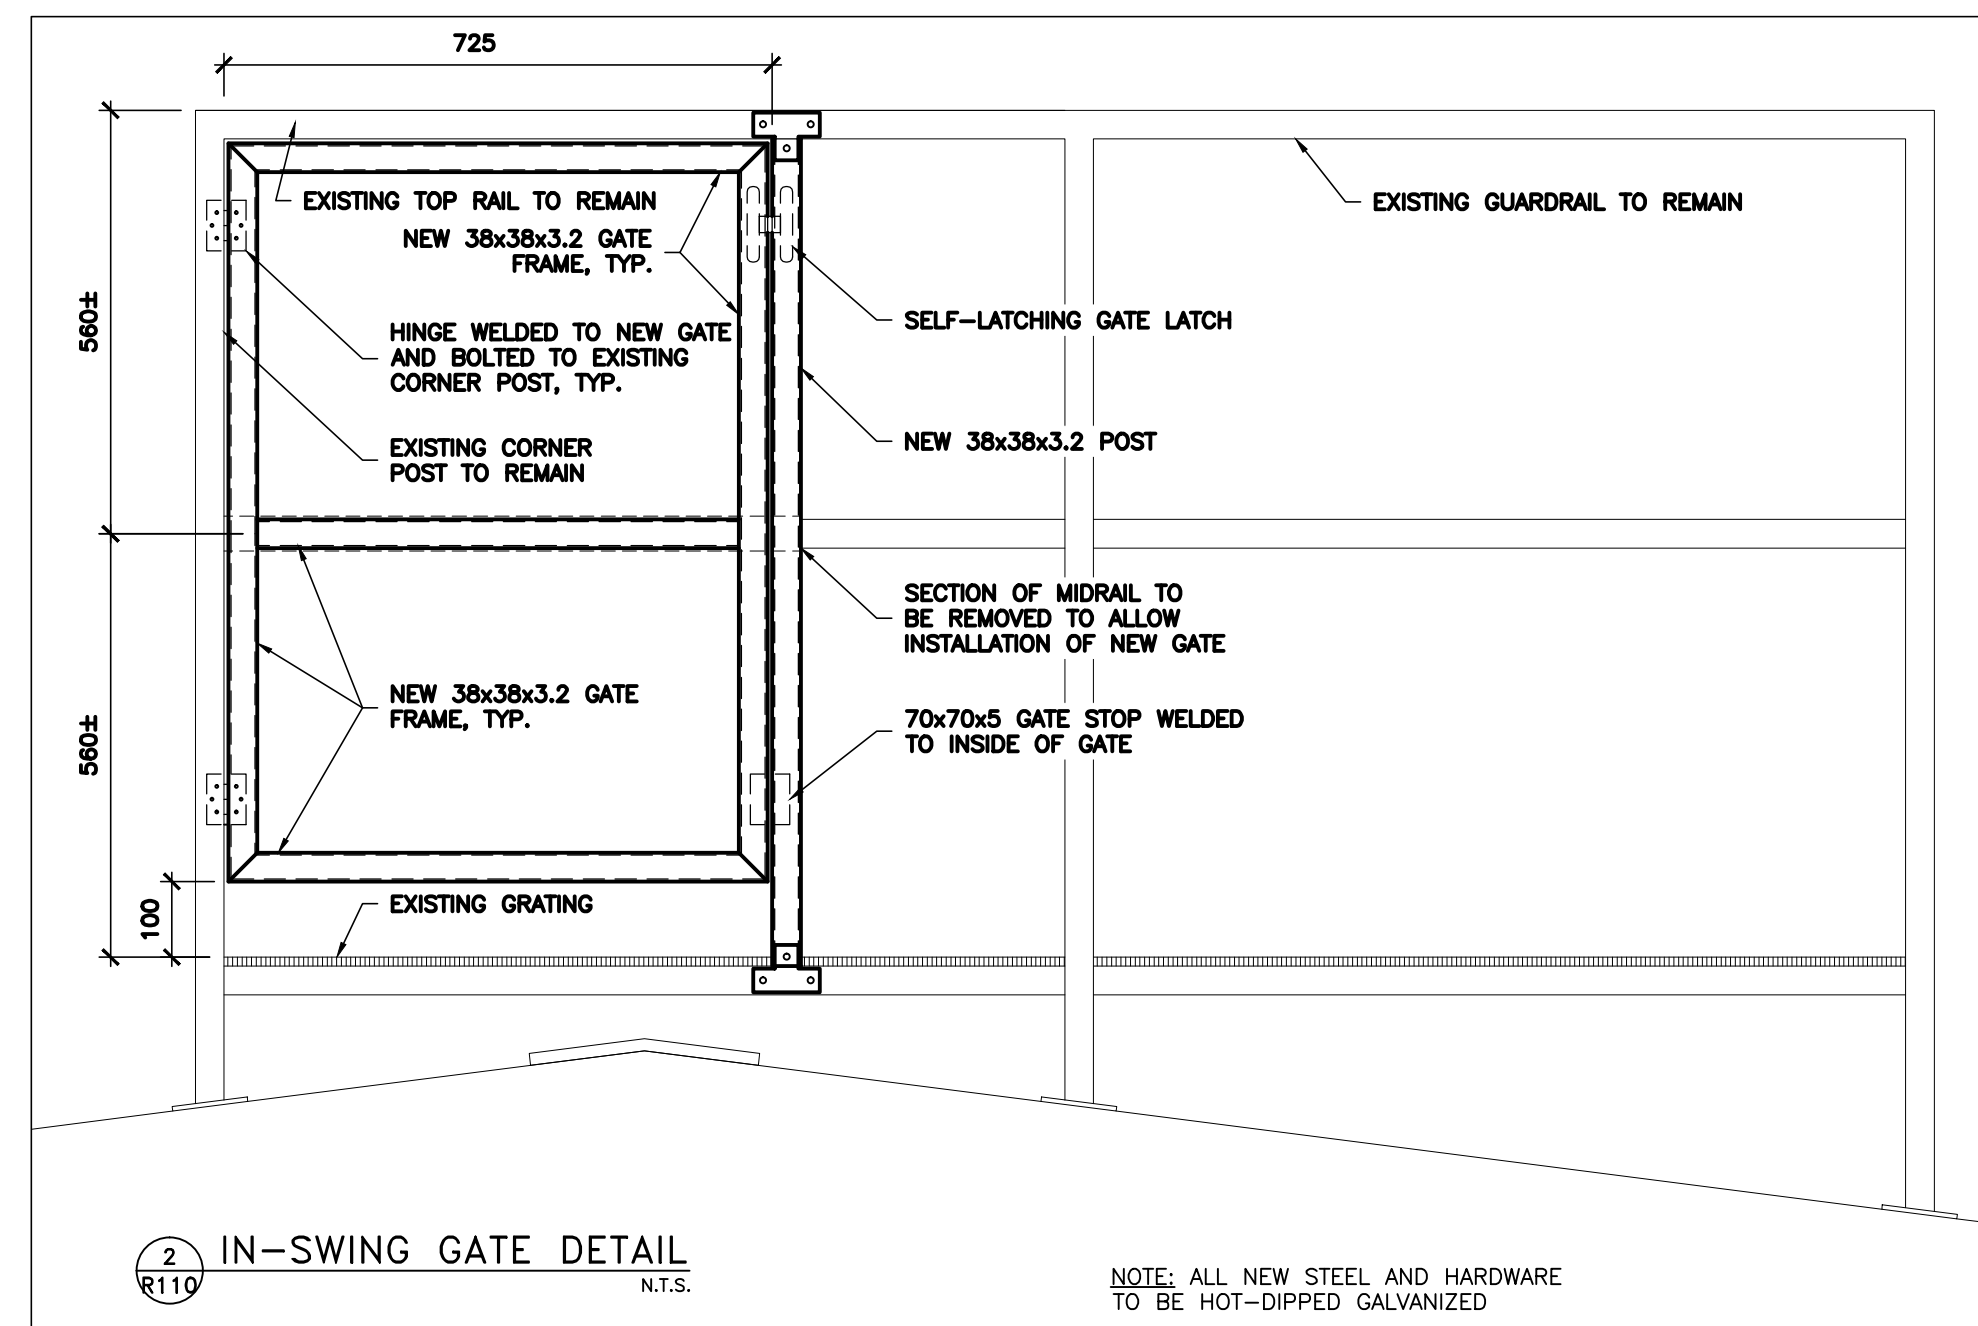 725
EXISTING TOP RAIL TO REMAIN
EXISTING GUARDRAIL TO REMAIN
NEW 38x38x3.2 GATE
FRAME, TYP.
560±
HINGE WELDED TO NEW GATE
AND BOLTED TO EXISTING
CORNER POST, TYP.
SELF-LATCHING GATE LATCH
EXISTING CORNER
POST TO REMAIN
NEW 38x38x3.2 POST
SECTION OF MIDRAIL TO
BE REMOVED TO ALLOW
INSTALLATION OF NEW GATE
560±
NEW 38x38x3.2 GATE
FRAME, TYP.
70x70x5 GATE STOP WELDED
TO INSIDE OF GATE
100
EXISTING GRATING
2
R110
IN-SWING GATE DETAIL
N.T.S.
NOTE: ALL NEW STEEL AND HARDWARE
TO BE HOT-DIPPED GALVANIZED